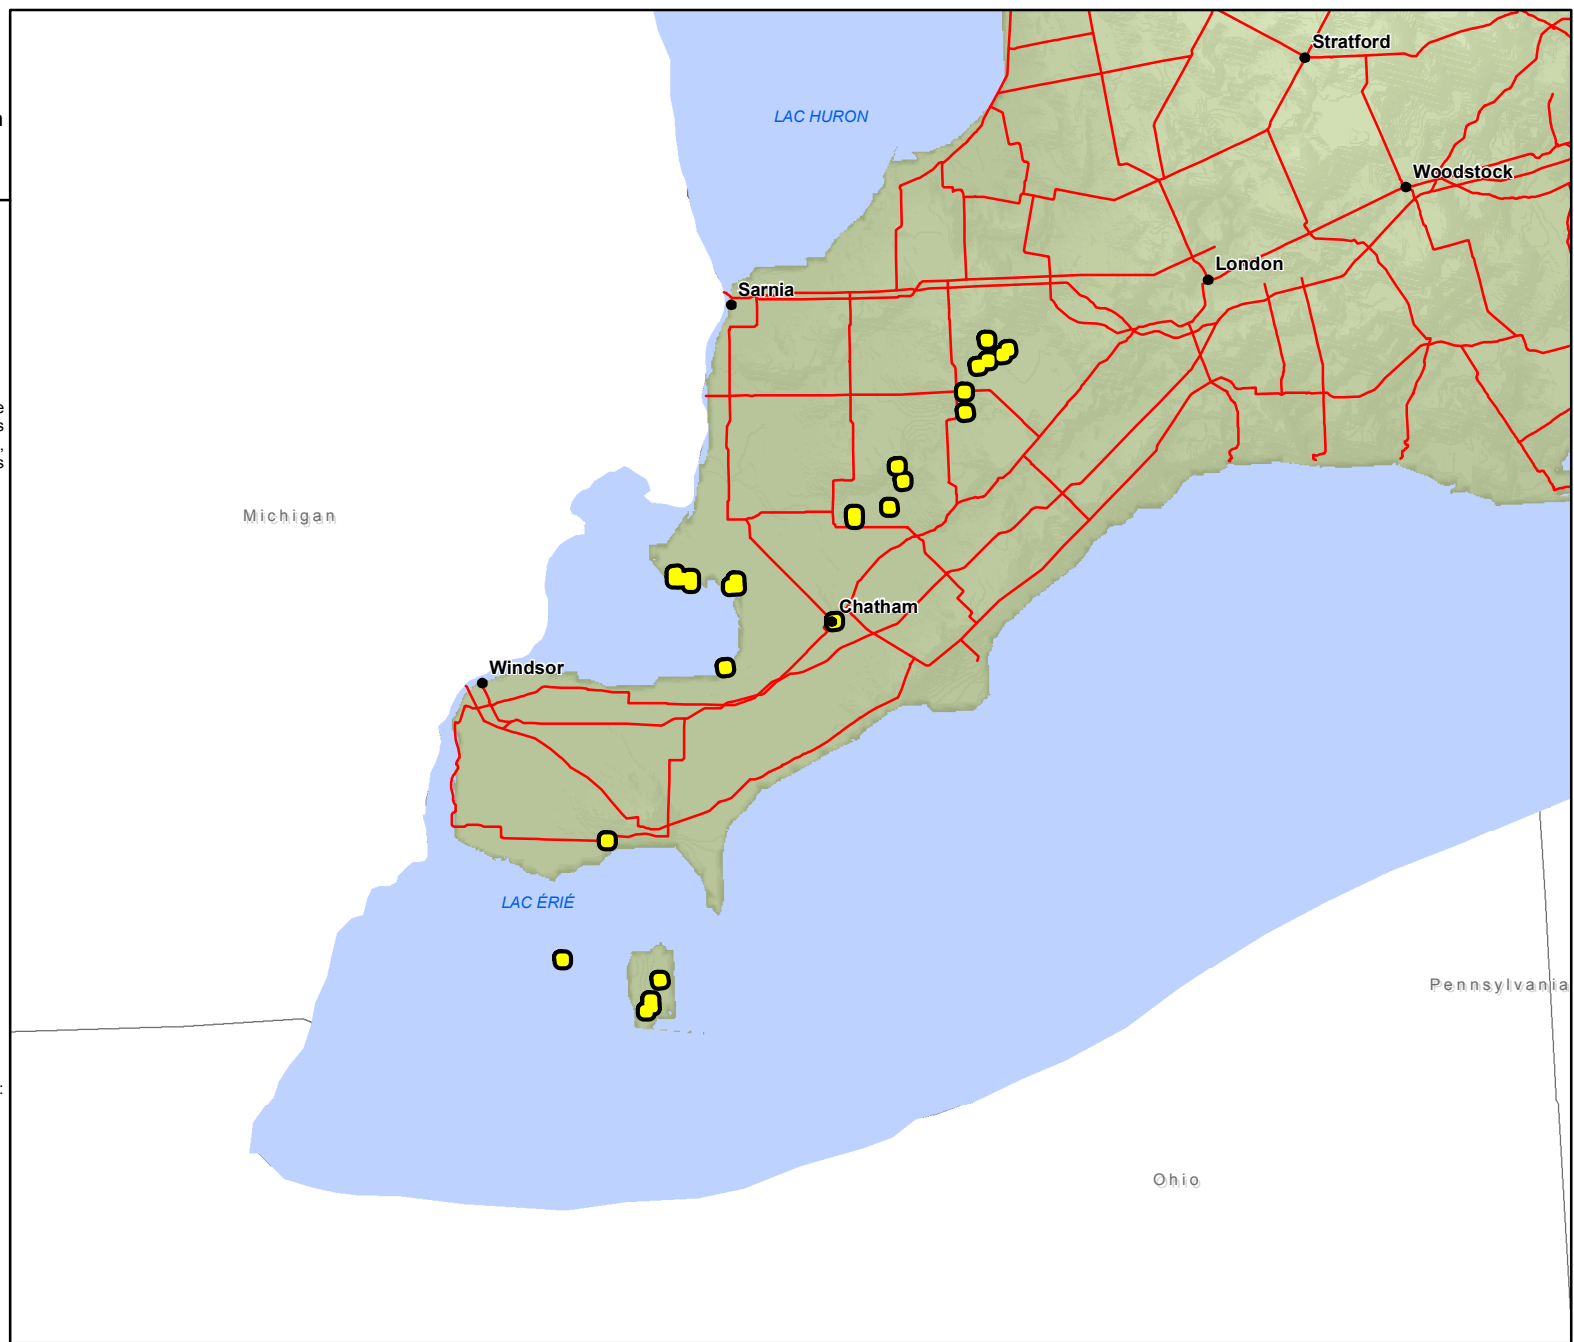 Stratford
LAC HURON
Woodstock
London
Sarnia
Michigan
Chatham
Windsor
LAC ÉRIÉ
Pennsylvania
Ohio